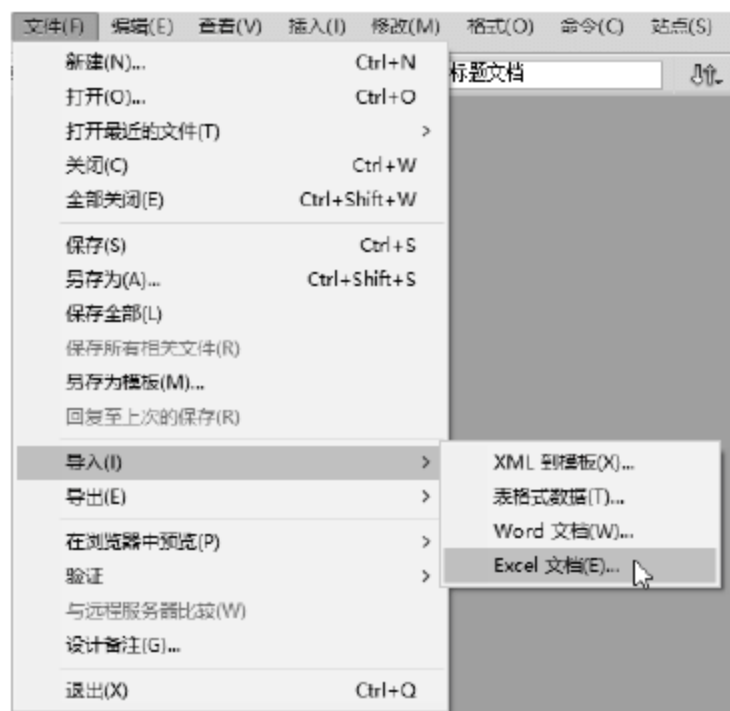 文件(F) 编辑(E) 查看(V) 插入(I) 修改(M) 格式(O) 命令(C) 站点(S)
标题文档
新建(N)... Ctrl+N
打开(O)... Ctrl+O
打开最近的文件(T) >
关闭(C) Ctrl+W
全部关闭(E) Ctrl+Shift+W
保存(S) Ctrl+S
另存为(A)... Ctrl+Shift+S
保存全部(L)
保存所有相关文件(R)
另存为模板(M)...
回复至上次的保存(R)
导入(I) >
XML 到模板(X)...
表格式数据(T)...
Word 文档(W)...
Excel 文档(E)...
导出(E) >
在浏览器中预览(P) >
验证 >
与远程服务器比较(W)
设计备注(G)...
退出(X) Ctrl+Q